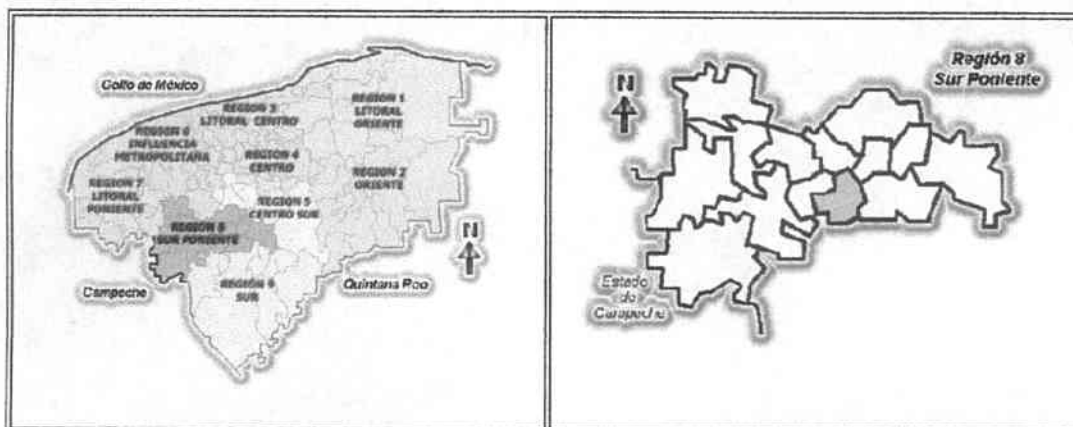 Golfo de México
REGION 3
LITORAL CENTRO
REGION 1
LITORAL
ORIENTE
REGION 6
INFLUENCIA
METROPOLITANA
REGION 4
CENTRO
REGION 2
ORIENTE
REGION 7
LITORAL
PONIENTE
REGION 5
CENTRO SUR
REGION 8
SUR PONIENTE
N
Campeche
Quintana Roo
REGION 9
SUR
Región 8
Sur Poniente
N
Estado
de
Campeche